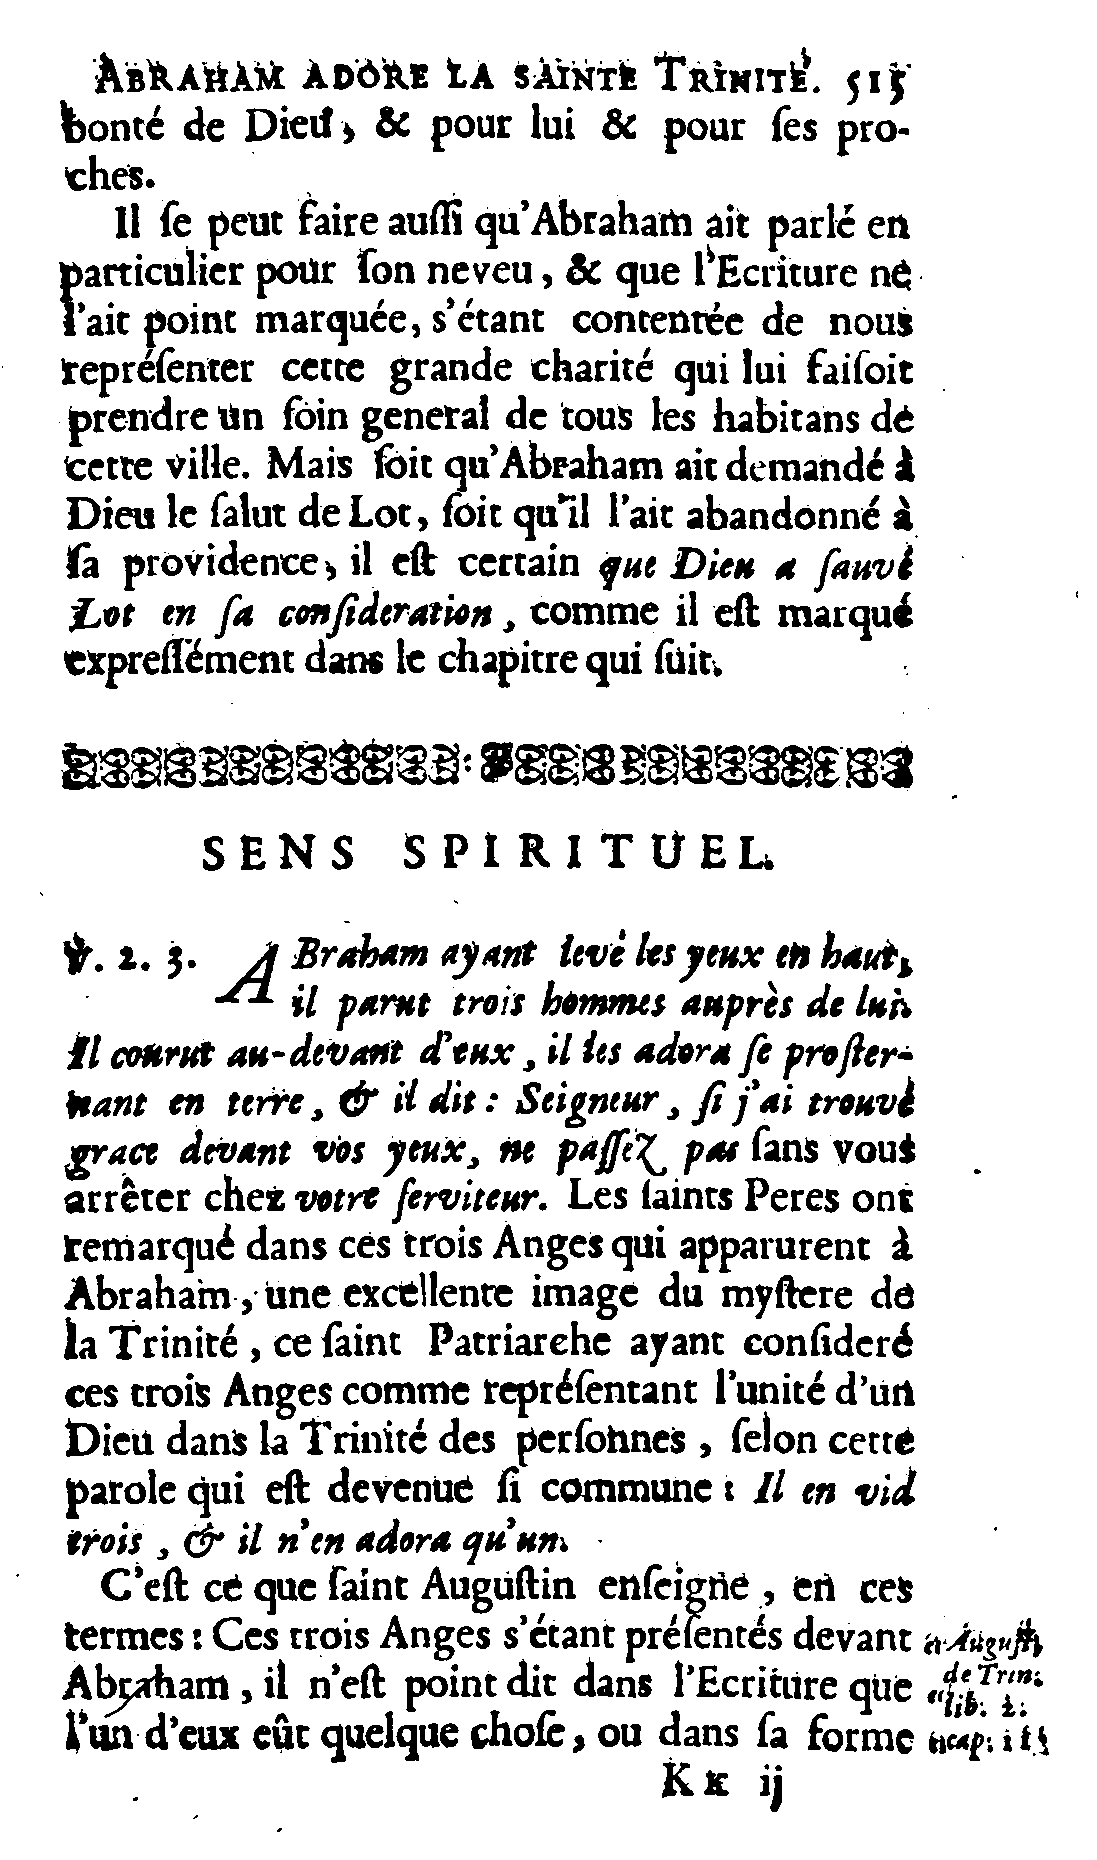 ABRAHAM ADORE LA SAINTE TRINITÉ. 515
bonté de Dieu, & pour lui & pour ſes pro-
ches.
Il ſe peut faire auſſi qu'Abraham ait parlé en
particulier pour ſon neveu, & que l'Ecriture ne
l'ait point marquée, s'étant contentée de nous
repréſenter cette grande charité qui lui faiſoit
prendre un ſoin general de tous les habitans de
cette ville. Mais ſoit qu'Abraham ait demandé à
Dieu le ſalut de Lot, ſoit qu'il l'ait abandonné à
ſa providence, il eſt certain que Dieu a ſauvé
Lot en ſa conſideration, comme il eſt marqué
expreſſément dans le chapitre qui ſuit.
SENS SPIRITUEL.
℣. 2. 3. ABraham ayant levé les yeux en haut,
il parut trois hommes auprès de lui.
Il courut au-devant d'eux, il les adora ſe proſter-
nant en terre, & il dit : Seigneur, ſi j'ai trouvé
grace devant vos yeux, ne paſſez pas ſans vous
arrêter chez votre ſerviteur. Les ſaints Peres ont
remarqué dans ces trois Anges qui apparurent à
Abraham, une excellente image du myſtere de
la Trinité, ce ſaint Patriarche ayant conſideré
ces trois Anges comme repréſentant l'unité d'un
Dieu dans la Trinité des perſonnes, ſelon cette
parole qui eſt devenue ſi commune : Il en vid
trois, & il n'en adora qu'un.
C'eſt ce que ſaint Auguſtin enſeigne, en ces
termes : Ces trois Anges s'étant préſentés devant
Abraham, il n'eſt point dit dans l'Ecriture que
l'un d'eux eût quelque choſe, ou dans ſa forme
Auguſt.
de Trin.
lib. 2.
cap.
Kk ij